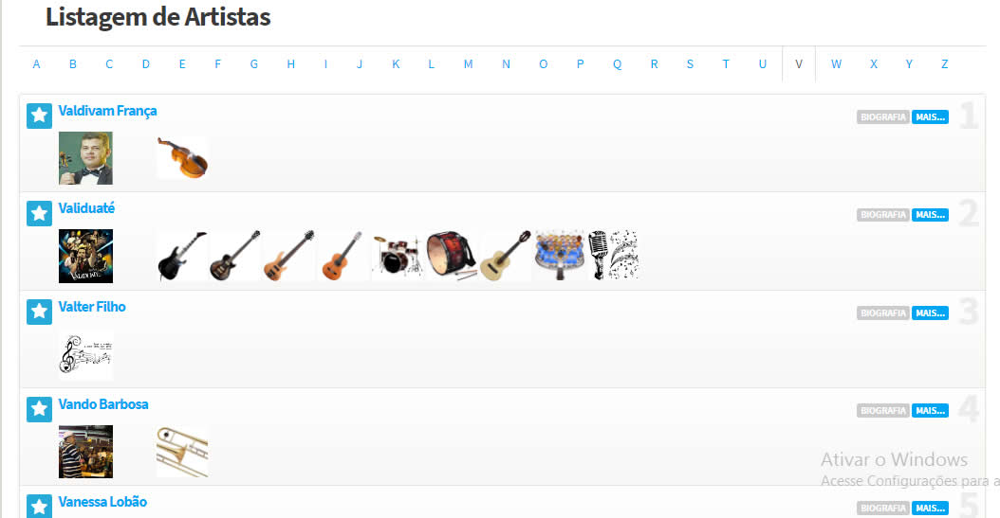 Listagem de Artistas
A B C D E F G H I J K L M N O P Q R S T U V W X Y Z
Valdivam França
BIOGRAFIA MAIS... 1
Validuaté
BIOGRAFIA MAIS... 2
VALIDUATÉ
Valter Filho
BIOGRAFIA MAIS... 3
Vando Barbosa
BIOGRAFIA MAIS... 4
Ativar o Windows
Acesse Configurações para a
Vanessa Lobão
BIOGRAFIA MAIS... 5